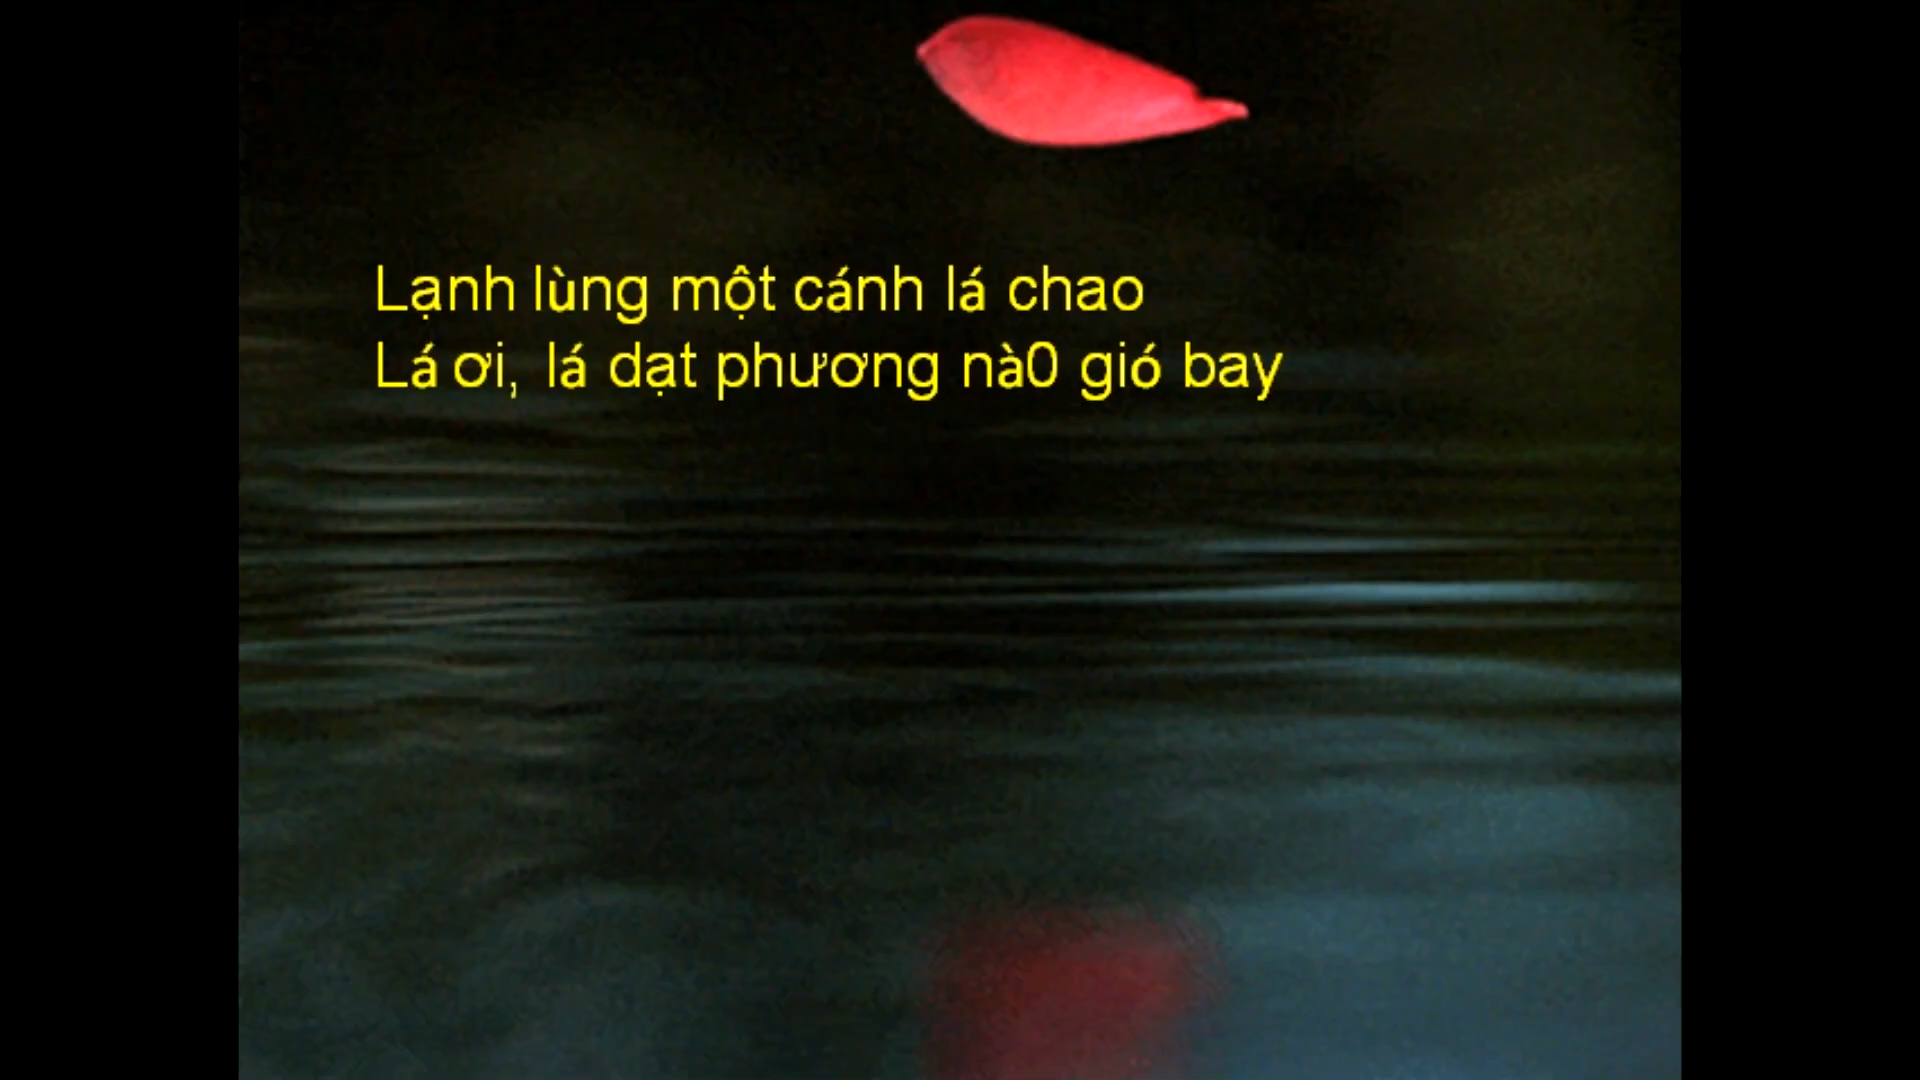 Lạnh lùng một cánh lá chao
Lá ơi, lá dạt phương nà0 gió bay